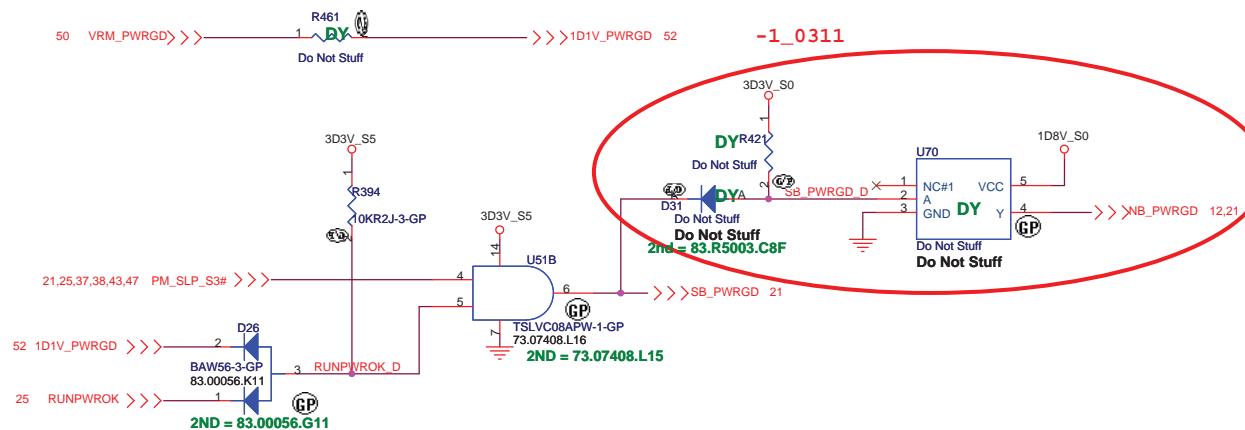 R461
50 VRM_PWRGD
1
DY
1D1V_PWRGD 52
Do Not Stuff
-1_0311
3D3V_S0
1
DY
R421
Do Not Stuff
2
3D3V_S5
1
R394
10KR2J-3-GP
1D8V_S0
U70
1 NC#1
VCC 5
2 A
3 GND
DY
Y 4
SB_PWRGD_D
NB_PWRGD 12,21
GP
Do Not Stuff
Do Not Stuff
D31
DY
A
Do Not Stuff
Do Not Stuff
2nd = 83.R5003.C8F
3D3V_S5
14
U51B
21,25,37,38,43,47 PM_SLP_S3#
4
5
6
SB_PWRGD 21
GP
7
TSLVC08APW-1-GP
73.07408.L16
2ND = 73.07408.L15
D26
52 1D1V_PWRGD
2
BAW56-3-GP
83.00056.K11
3
RUNPWROK_D
25 RUNPWROK
1
GP
2ND = 83.00056.G11